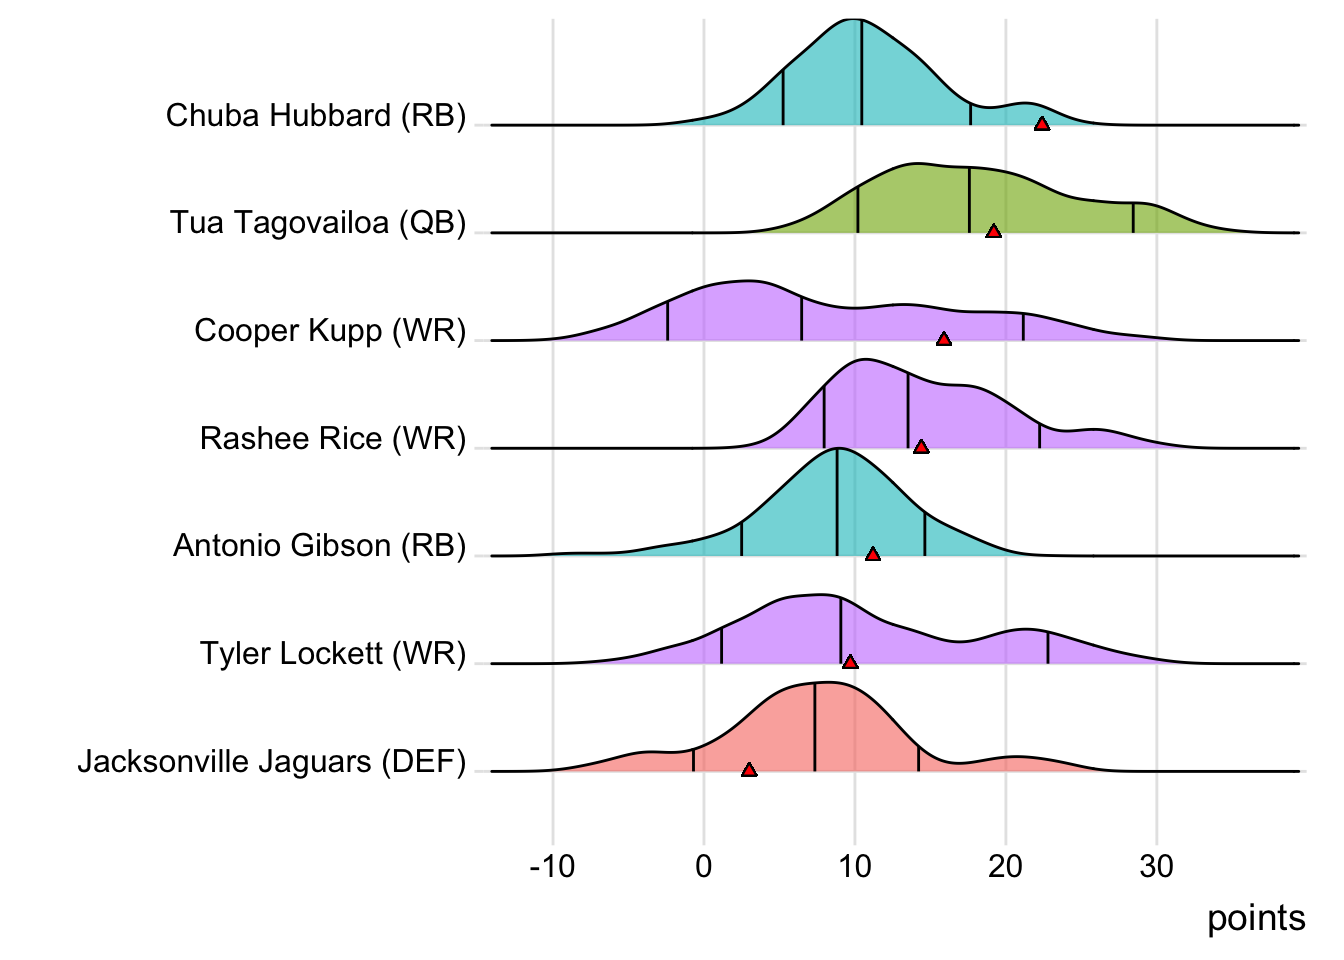 Chuba Hubbard (RB)
Tua Tagovailoa (QB)
Cooper Kupp (WR)
Rashee Rice (WR)
Antonio Gibson (RB)
Tyler Lockett (WR)
Jacksonville Jaguars (DEF)
-10 0 10 20 30
points